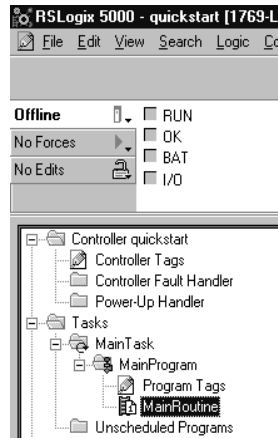 RSLogix 5000 - quickstart [1769-L
File Edit View Search Logic Co
Offline RUN
No Forces OK
BAT
No Edits I/O
Controller quickstart
Controller Tags
Controller Fault Handler
Power-Up Handler
Tasks
MainTask
MainProgram
Program Tags
MainRoutine
Unscheduled Programs